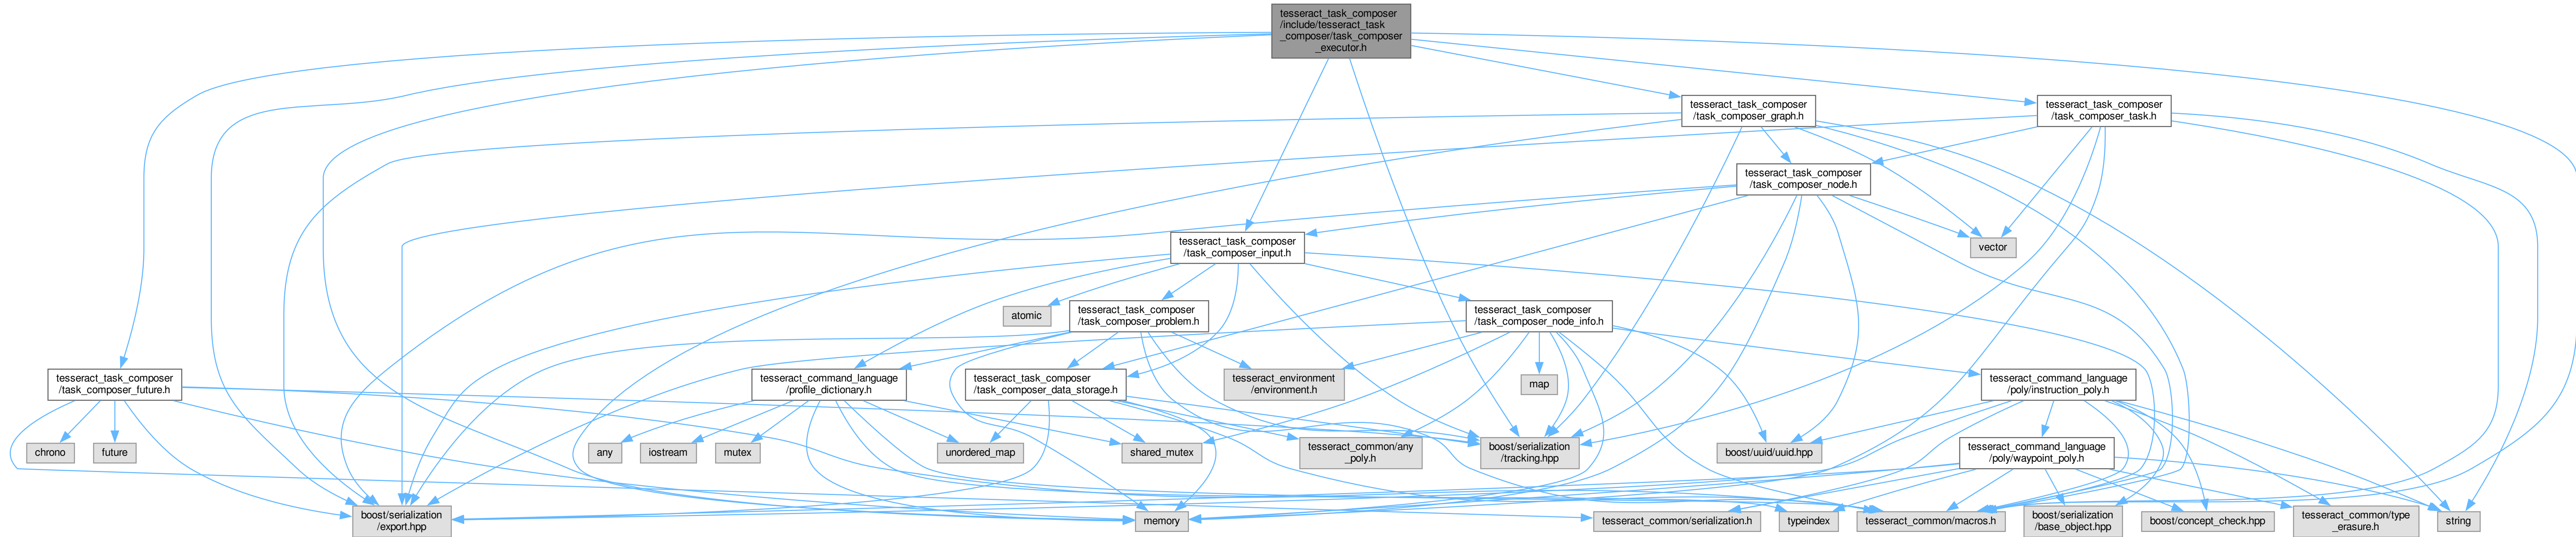 tesseract_task_composer
/include/tesseract_task
_composer/task_composer
_executor.h
tesseract_task_composer
/task_composer_graph.h
tesseract_task_composer
/task_composer_task.h
tesseract_task_composer
/task_composer_node.h
tesseract_task_composer
/task_composer_input.h
vector
atomic
tesseract_task_composer
/task_composer_problem.h
tesseract_task_composer
/task_composer_node_info.h
tesseract_task_composer
/task_composer_future.h
tesseract_command_language
/profile_dictionary.h
tesseract_task_composer
/task_composer_data_storage.h
tesseract_environment
/environment.h
map
tesseract_command_language
/poly/instruction_poly.h
chrono
future
any
iostream
mutex
unordered_map
shared_mutex
tesseract_common/any
_poly.h
boost/serialization
/tracking.hpp
boost/uuid/uuid.hpp
tesseract_command_language
/poly/waypoint_poly.h
boost/serialization
/export.hpp
memory
tesseract_common/serialization.h
typeindex
tesseract_common/macros.h
boost/serialization
/base_object.hpp
boost/concept_check.hpp
tesseract_common/type
_erasure.h
string